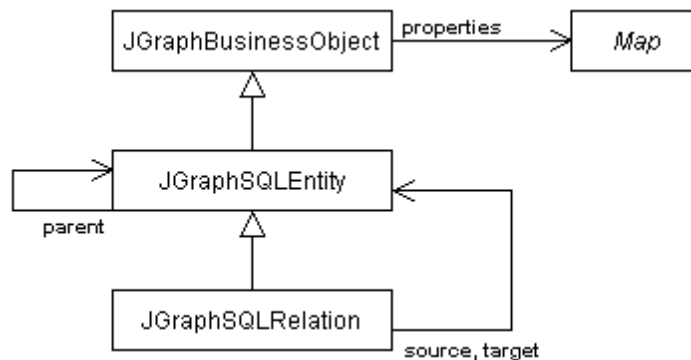 JGraphBusinessObject
properties
Map
JGraphSQLEntity
parent
JGraphSQLRelation
source, target